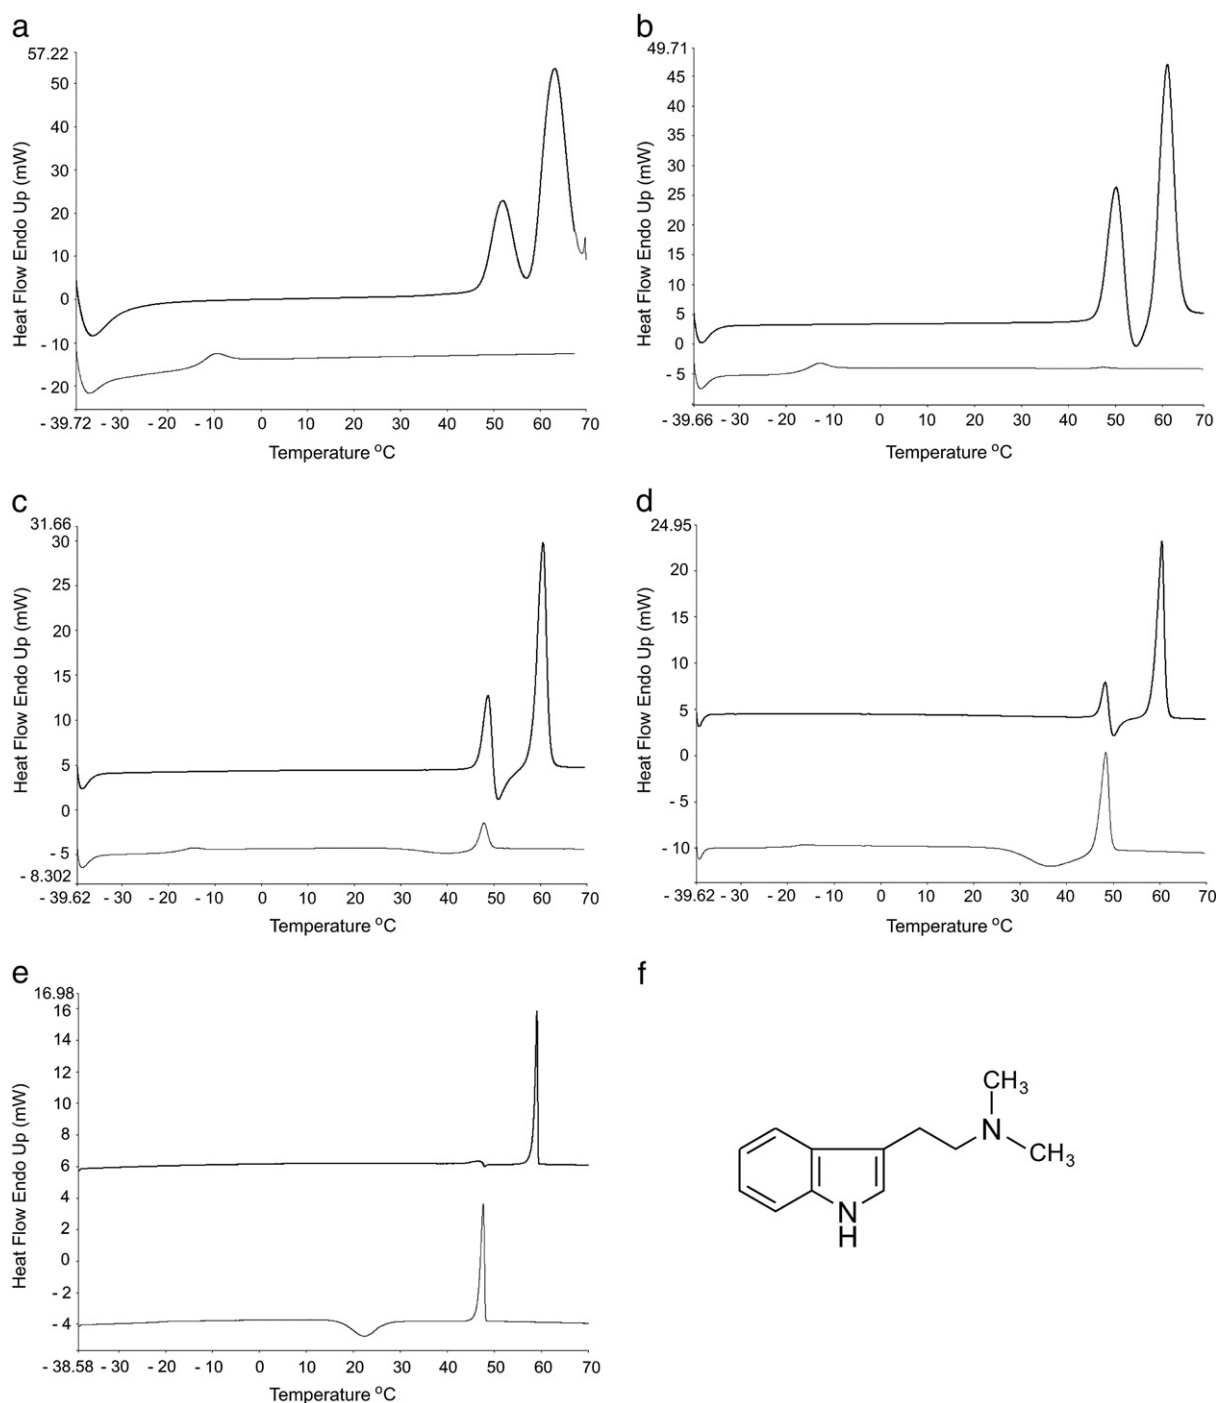 a
57.22
50
40
30
20
10
0
- 10
- 20
Heat Flow Endo Up (mW)
- 39.72 - 30 - 20 - 10 0 10 20 30 40 50 60 70
Temperature °C
b
49.71
45
40
35
30
25
20
15
10
5
0
- 5
Heat Flow Endo Up (mW)
- 39.66 - 30 - 20 - 10 0 10 20 30 40 50 60 70
Temperature °C
c
31.66
30
25
20
15
10
5
0
- 5
- 8.302
Heat Flow Endo Up (mW)
- 39.62 - 30 - 20 - 10 0 10 20 30 40 50 60 70
Temperature °C
d
24.95
20
15
10
5
0
- 5
- 10
Heat Flow Endo Up (mW)
- 39.62 - 30 - 20 - 10 0 10 20 30 40 50 60 70
Temperature °C
e
16.98
16
14
12
10
8
6
4
2
0
- 2
- 4
Heat Flow Endo Up (mW)
- 38.58 - 30 - 20 - 10 0 10 20 30 40 50 60 70
Temperature °C
f
CH₃
N
CH₃
N
H